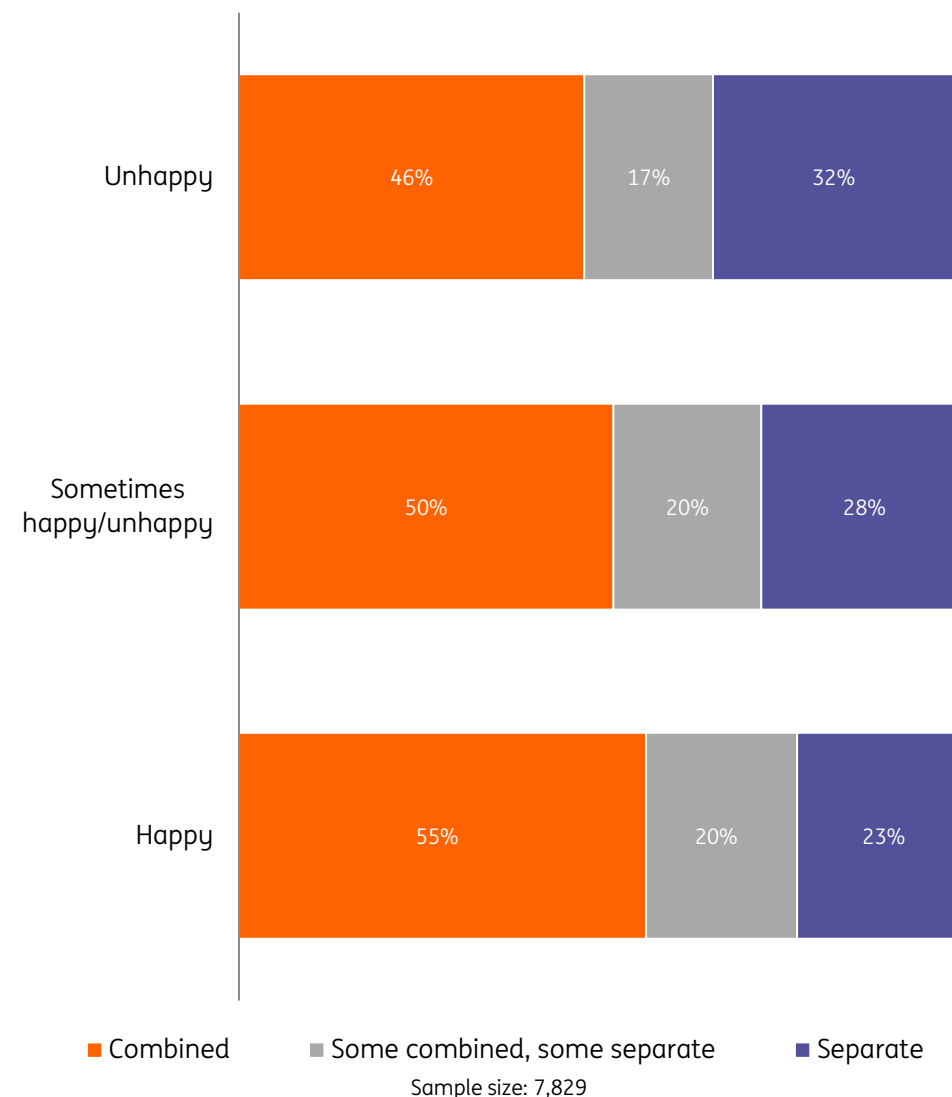 Unhappy
46%
17%
32%
Sometimes
happy/unhappy
50%
20%
28%
Happy
55%
20%
23%
Combined
Some combined, some separate
Separate
Sample size: 7,829